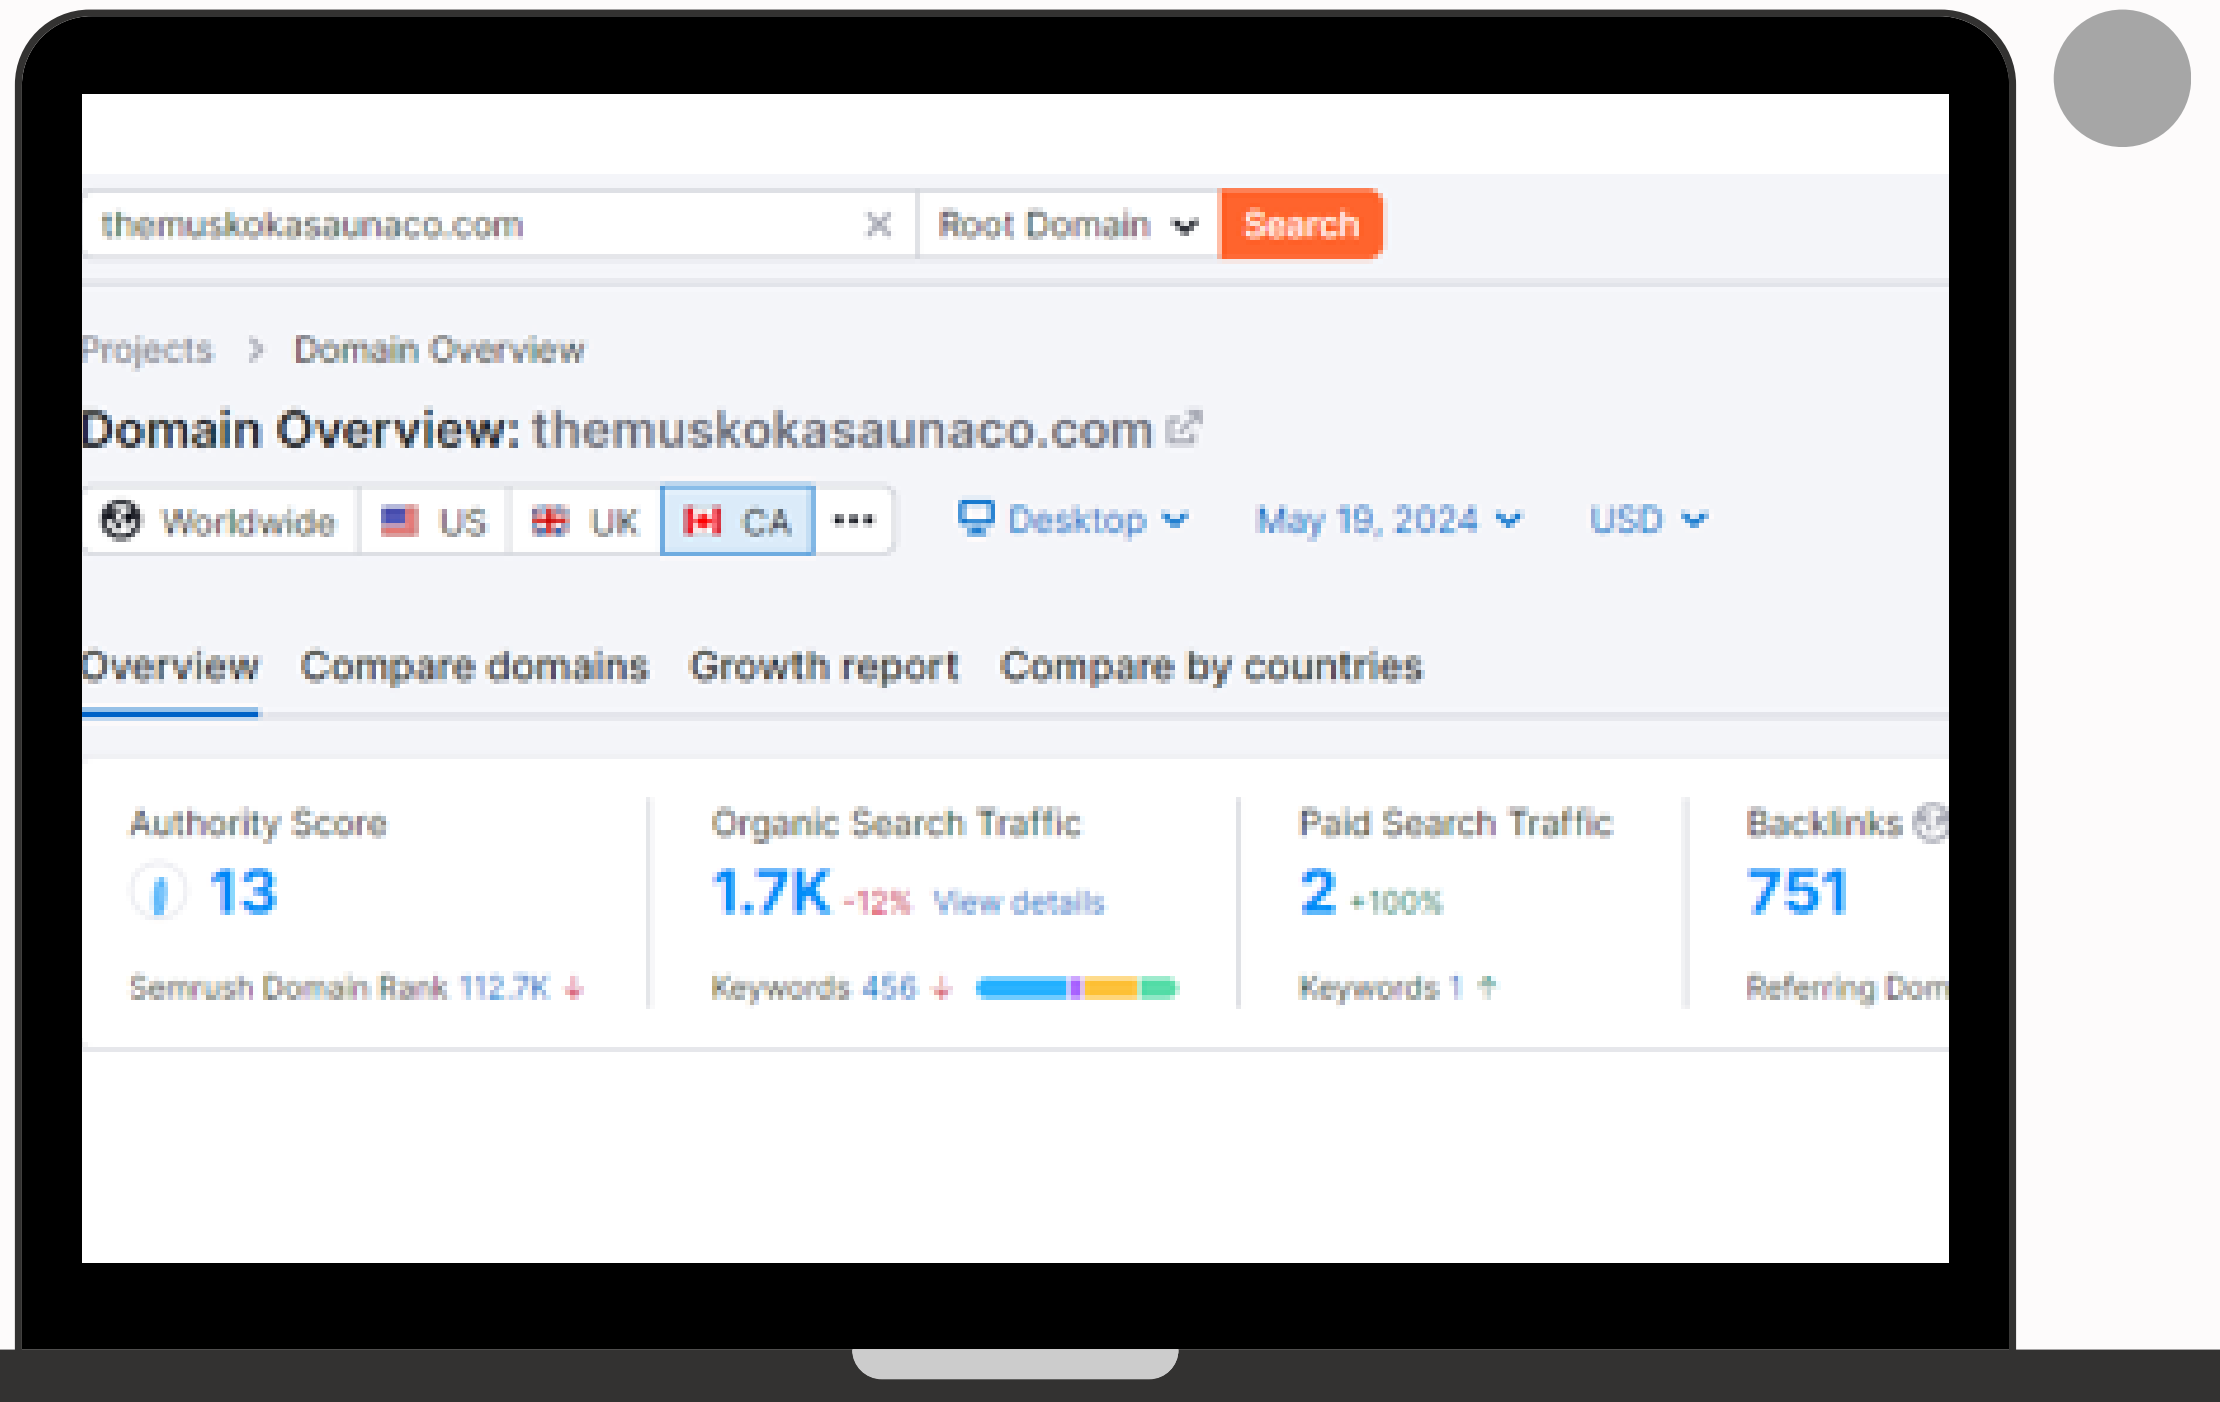 themuskokasaunaco.com Root Domain Search
Projects > Domain Overview
Domain Overview: themuskokasaunaco.com
Worldwide US UK CA ... Desktop May 19, 2024 USD
Overview Compare domains Growth report Compare by countries
Authority Score Organic Search Traffic Paid Search Traffic Backlinks
13 1.7K -12% View details 2 +100% 751
Semrush Domain Rank 112.7K ↓ Keywords 456 ↓ Keywords 1 ↑ Referring Dom